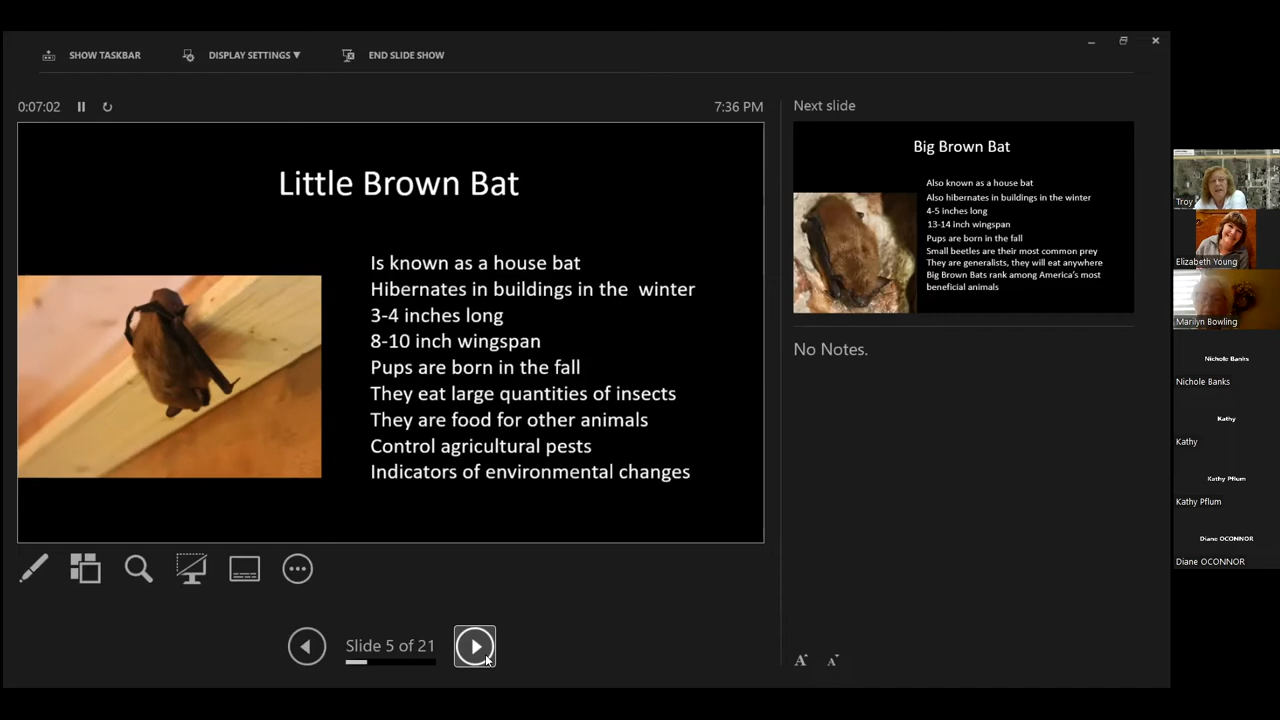 SHOW TASKBAR
DISPLAY SETTINGS ▼
END SLIDE SHOW
0:07:02
7:36 PM
Little Brown Bat
Is known as a house bat
Hibernates in buildings in the winter
3-4 inches long
8-10 inch wingspan
Pups are born in the fall
They eat large quantities of insects
They are food for other animals
Control agricultural pests
Indicators of environmental changes
Slide 5 of 21
Next slide
Big Brown Bat
Also known as a house bat
Also hibernates in buildings in the winter
4-5 inches long
13-14 inch wingspan
Pups are born in the fall
Small beetles are their most common prey
They are generalists, they will eat anywhere
Big Brown Bats rank among America's most
beneficial animals
No Notes.
A
A
Troy
Elizabeth Young
Marilyn Bowling
Nichole Banks
Nichole Banks
Kathy
Kathy
Kathy Pflum
Kathy Pflum
Diane OCONNOR
Diane OCONNOR